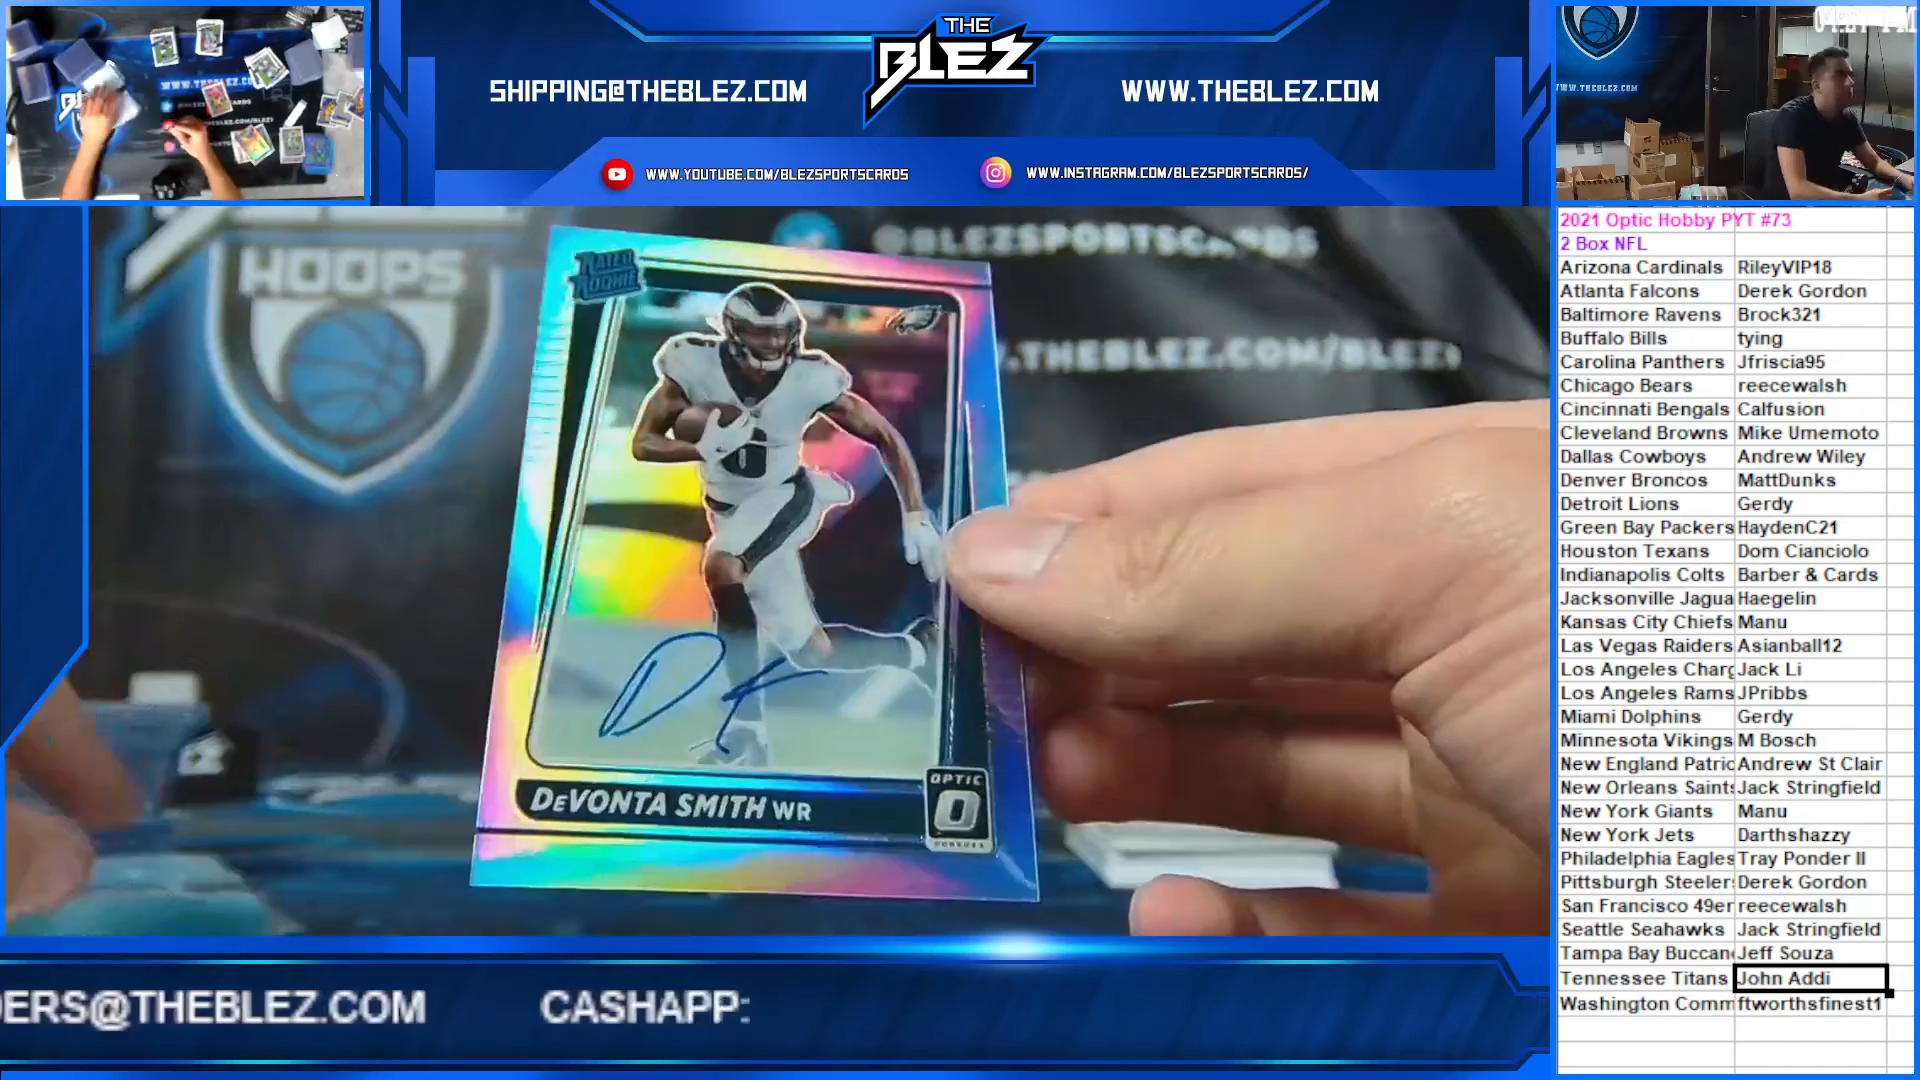 THE
BLEZ
SHIPPING@THEBLEZ.COM
WWW.THEBLEZ.COM
WWW.YOUTUBE.COM/BLEZSPORTSCARDS
WWW.INSTAGRAM.COM/BLEZSPORTSCARDS/
HOOPS
RATED
ROOKIE
DeVONTA SMITH WR
OPTIC
O
DERS@THEBLEZ.COM
CASHAPP:
2021 Optic Hobby PYT #73
2 Box NFL
Arizona Cardinals RileyVIP18
Atlanta Falcons Derek Gordon
Baltimore Ravens Brock321
Buffalo Bills tying
Carolina Panthers Jfriscia95
Chicago Bears reecewalsh
Cincinnati Bengals Calfusion
Cleveland Browns Mike Umemoto
Dallas Cowboys Andrew Wiley
Denver Broncos MattDunks
Detroit Lions Gerdy
Green Bay Packers HaydenC21
Houston Texans Dom Cianciolo
Indianapolis Colts Barber & Cards
Jacksonville Jagua Haegelin
Kansas City Chiefs Manu
Las Vegas Raiders Asianball12
Los Angeles Charg Jack Li
Los Angeles Rams JPribbs
Miami Dolphins Gerdy
Minnesota Vikings M Bosch
New England Patric Andrew St Clair
New Orleans Saints Jack Stringfield
New York Giants Manu
New York Jets Darthshazzy
Philadelphia Eagles Tray Ponder II
Pittsburgh Steelers Derek Gordon
San Francisco 49er reecewalsh
Seattle Seahawks Jack Stringfield
Tampa Bay Buccan Jeff Souza
Tennessee Titans John Addi
Washington Comm ftworthsfinest1